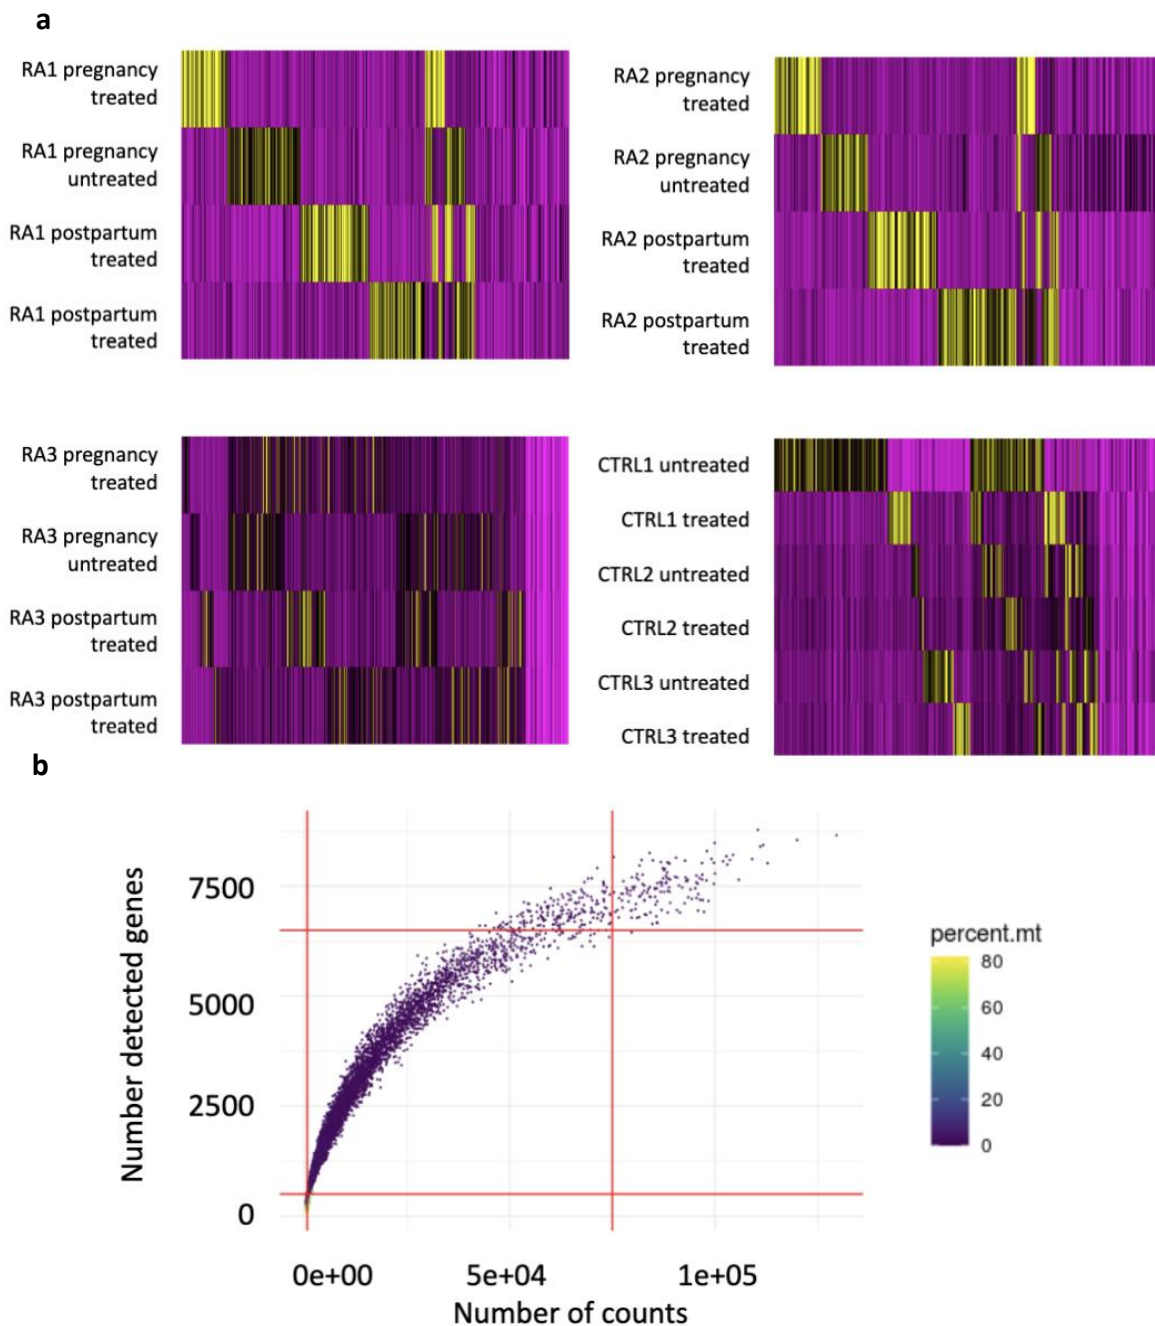 a
RA1 pregnancy
treated
RA1 pregnancy
untreated
RA1 postpartum
treated
RA1 postpartum
treated
RA2 pregnancy
treated
RA2 pregnancy
untreated
RA2 postpartum
treated
RA2 postpartum
treated
RA3 pregnancy
treated
RA3 pregnancy
untreated
RA3 postpartum
treated
RA3 postpartum
treated
CTRL1 untreated
CTRL1 treated
CTRL2 untreated
CTRL2 treated
CTRL3 untreated
CTRL3 treated
b
Number detected genes
7500
5000
2500
0
0e+00
5e+04
1e+05
Number of counts
percent.mt
80
60
40
20
0